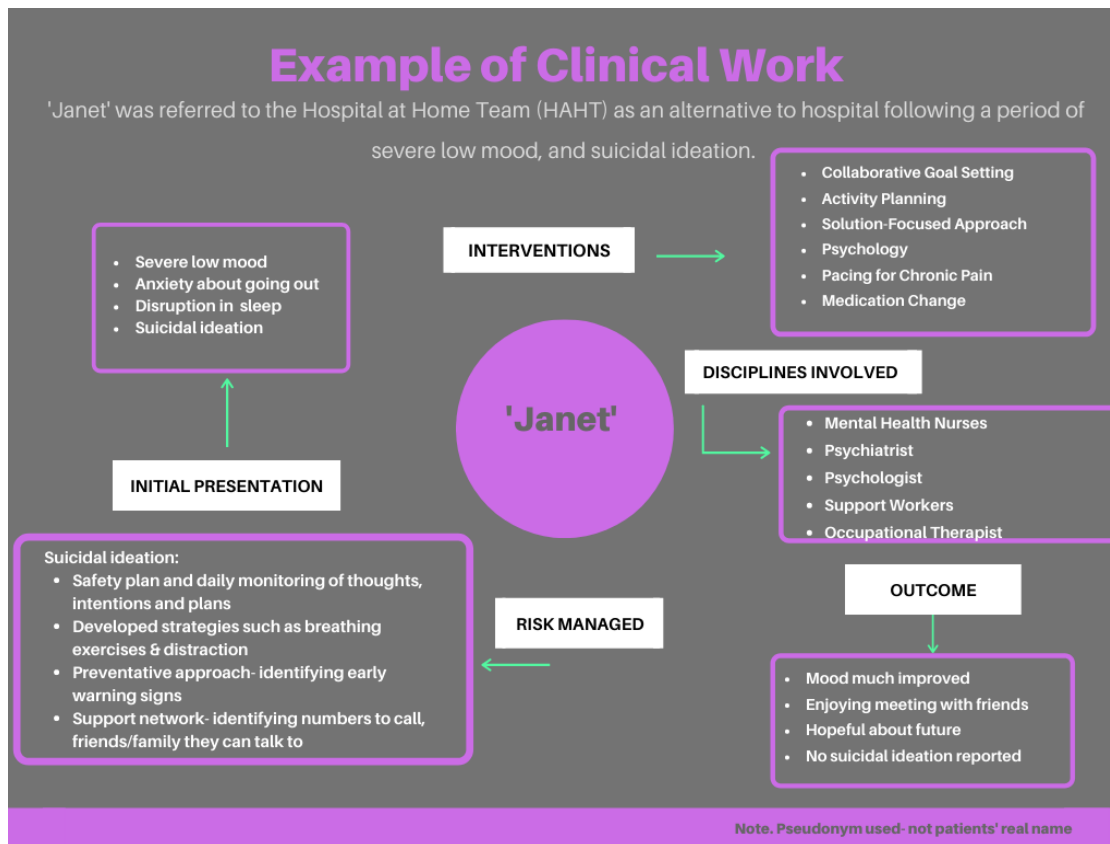 Example of Clinical Work
'Janet' was referred to the Hospital at Home Team (HAHT) as an alternative to hospital following a period of
severe low mood, and suicidal ideation.
• Severe low mood
• Anxiety about going out
• Disruption in sleep
• Suicidal ideation
INITIAL PRESENTATION
INTERVENTIONS
• Collaborative Goal Setting
• Activity Planning
• Solution-Focused Approach
• Psychology
• Pacing for Chronic Pain
• Medication Change
'Janet'
DISCIPLINES INVOLVED
• Mental Health Nurses
• Psychiatrist
• Psychologist
• Support Workers
• Occupational Therapist
Suicidal ideation:
• Safety plan and daily monitoring of thoughts,
intentions and plans
• Developed strategies such as breathing
exercises & distraction
• Preventative approach- identifying early
warning signs
• Support network- identifying numbers to call,
friends/family they can talk to
RISK MANAGED
OUTCOME
• Mood much improved
• Enjoying meeting with friends
• Hopeful about future
• No suicidal ideation reported
Note. Pseudonym used- not patients' real name